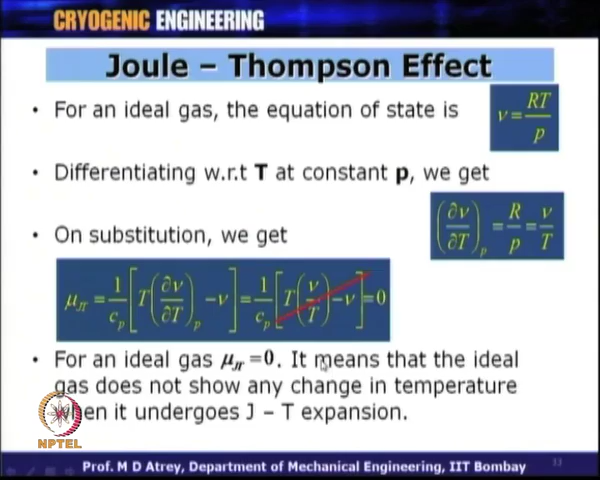 CRYOGENIC ENGINEERING
Joule – Thompson Effect
• For an ideal gas, the equation of state is
ν = RT/p
• Differentiating w.r.t T at constant p, we get
(∂ν/∂T)p = R/p = ν/T
• On substitution, we get
μJT = 1/cp [T(∂ν/∂T)p − ν] = 1/cp [T(ν/T) − ν] = 0
• For an ideal gas μJT = 0. It means that the ideal
gas does not show any change in temperature
when it undergoes J – T expansion.
NPTEL
Prof. M D Atrey, Department of Mechanical Engineering, IIT Bombay